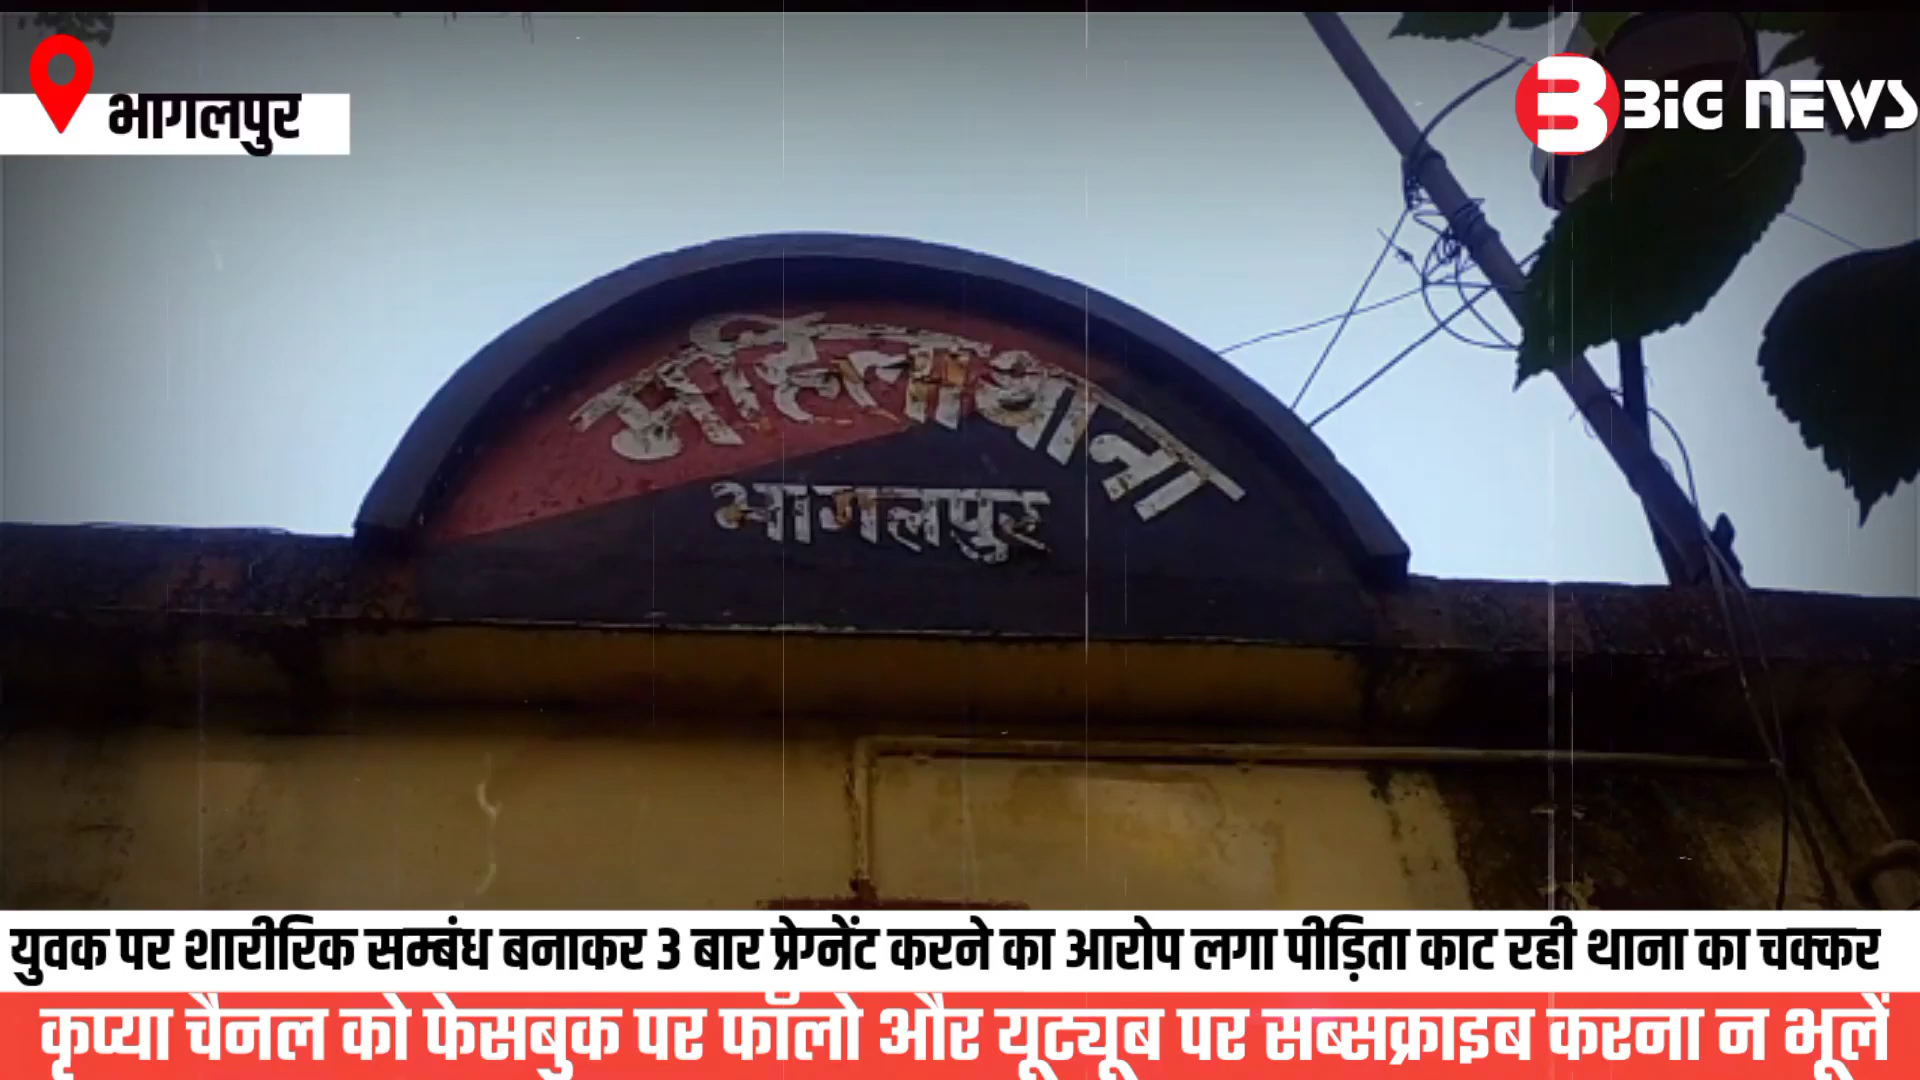 भागलपुर
BIG NEWS
महिला थाना
भागलपुर
युवक पर शारीरिक सम्बंध बनाकर 3 बार प्रेग्नेंट करने का आरोप लगा पीड़िता काट रही थाना का चक्कर
कृप्या चैनल को फेसबुक पर फॉलो और यूट्यूब पर सब्सक्राइब करना न भूलें